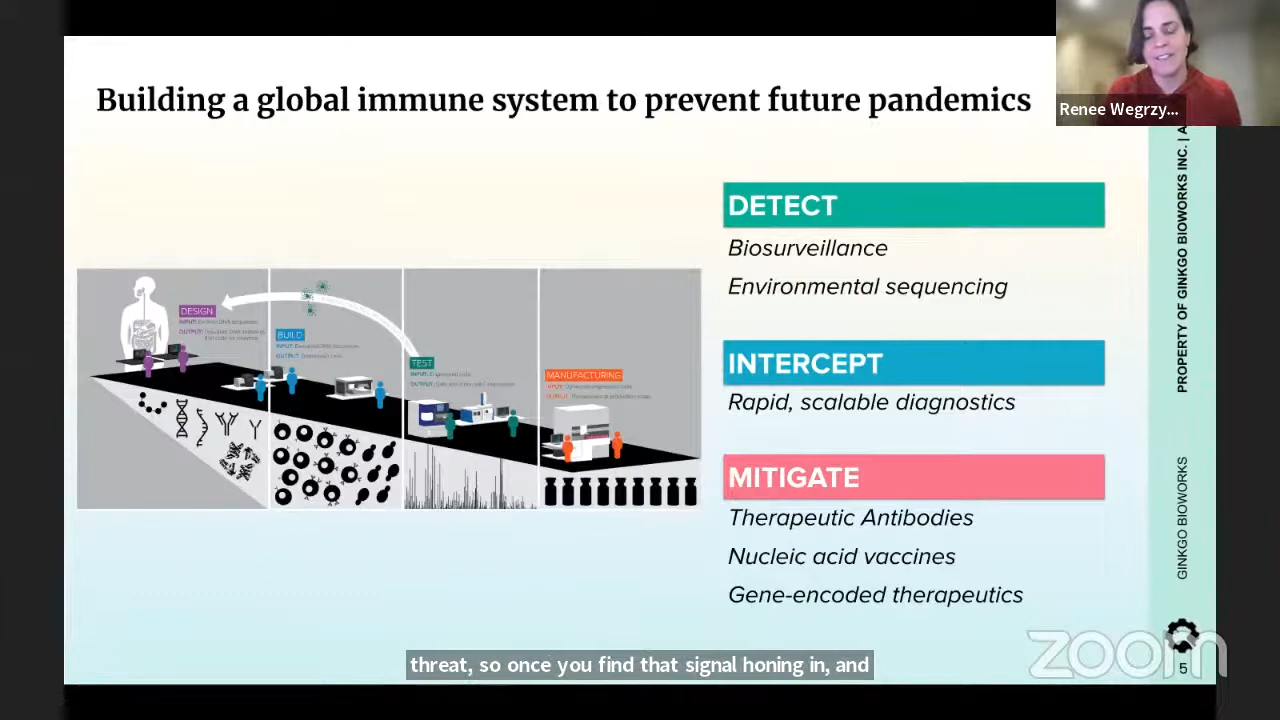 Building a global immune system to prevent future pandemics
Renee Wegrzy...
DETECT
Biosurveillance
Environmental sequencing
INTERCEPT
Rapid, scalable diagnostics
MITIGATE
Therapeutic Antibodies
Nucleic acid vaccines
Gene-encoded therapeutics
DESIGN
BUILD
TEST
MANUFACTURING
PROPERTY OF GINKGO BIOWORKS INC. |
GINKGO BIOWORKS
5
zoom
threat, so once you find that signal honing in, and